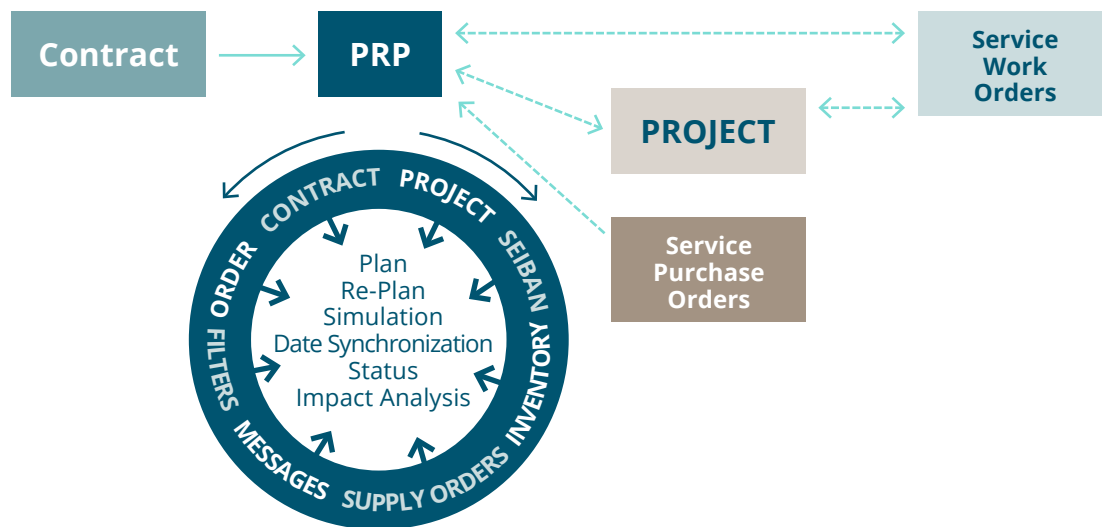 Contract
PRP
Service
Work
Orders
PROJECT
Service
Purchase
Orders
CONTRACT
PROJECT
SEIBAN
INVENTORY
SUPPLY ORDERS
MESSAGES
FILTERS
ORDER
Plan
Re-Plan
Simulation
Date Synchronization
Status
Impact Analysis